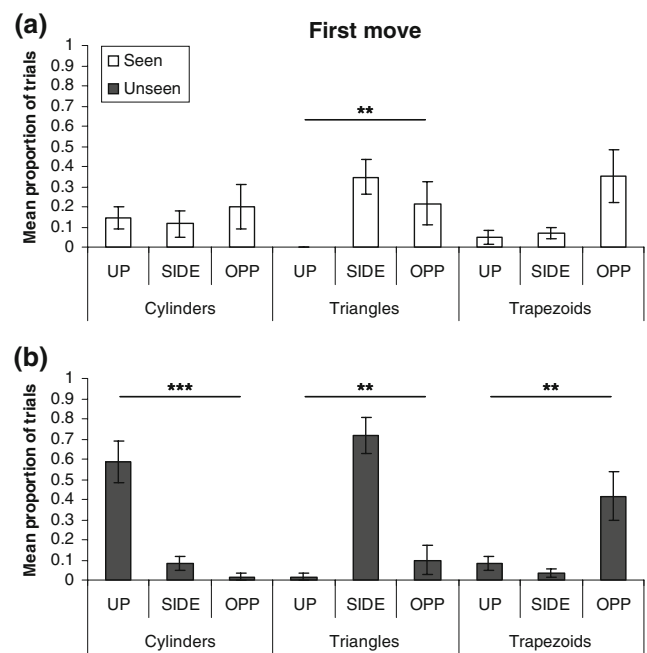 (a)
First move
Mean proportion of trials
1
0.9
0.8
0.7
0.6
0.5
0.4
0.3
0.2
0.1
0
Seen
Unseen
**
UP SIDE OPP UP SIDE OPP UP SIDE OPP
Cylinders Triangles Trapezoids
(b)
Mean proportion of trials
1
0.9
0.8
0.7
0.6
0.5
0.4
0.3
0.2
0.1
0
*** ** **
UP SIDE OPP UP SIDE OPP UP SIDE OPP
Cylinders Triangles Trapezoids